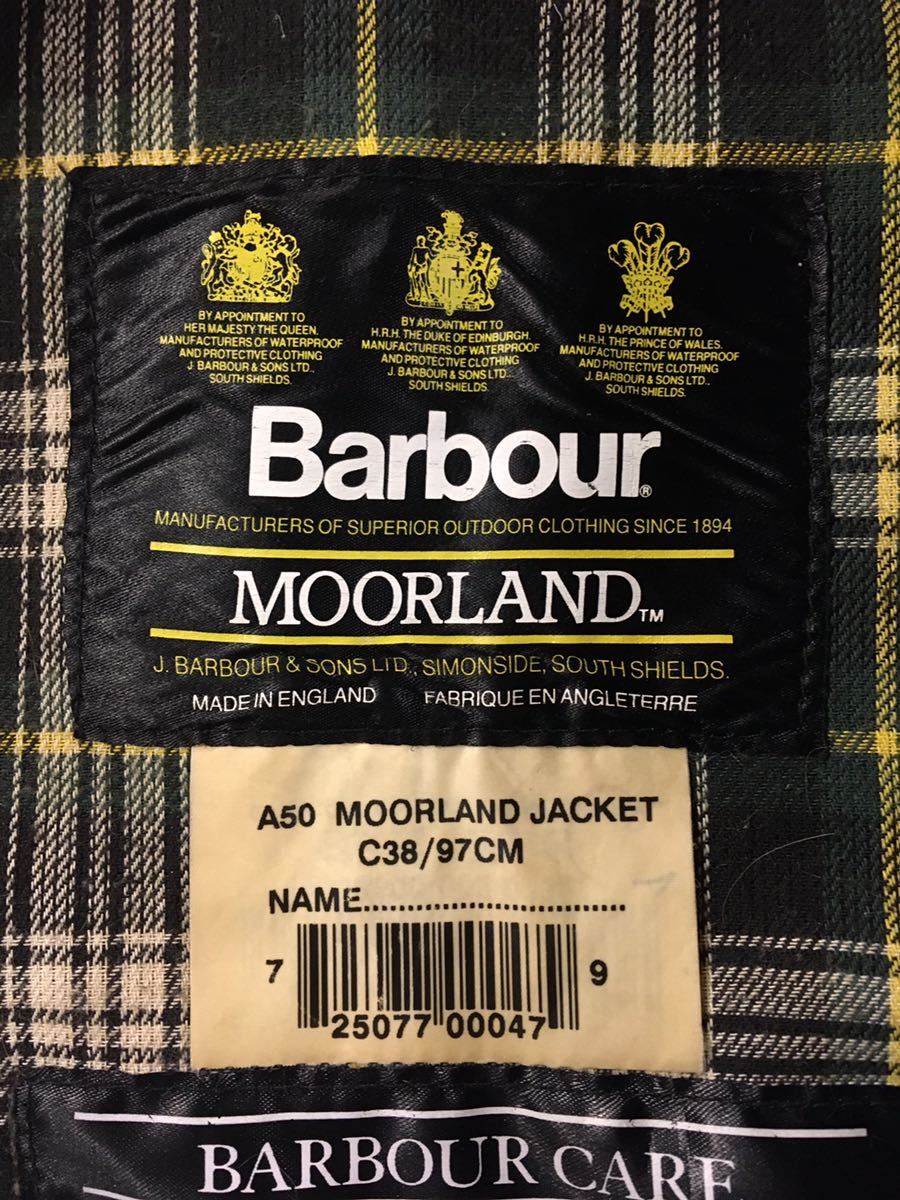 BY APPOINTMENT TO
HER MAJESTY THE QUEEN.
MANUFACTURERS OF WATERPROOF
AND PROTECTIVE CLOTHING
J. BARBOUR & SONS LTD.,
SOUTH SHIELDS.
BY APPOINTMENT TO
H.R.H. THE DUKE OF EDINBURGH.
MANUFACTURERS OF WATERPROOF
AND PROTECTIVE CLOTHING
J. BARBOUR & SONS LTD.,
SOUTH SHIELDS.
BY APPOINTMENT TO
H.R.H. THE PRINCE OF WALES.
MANUFACTURERS OF WATERPROOF
AND PROTECTIVE CLOTHING
J. BARBOUR & SONS LTD.,
SOUTH SHIELDS.
Barbour®
MANUFACTURERS OF SUPERIOR OUTDOOR CLOTHING SINCE 1894
MOORLAND™
J. BARBOUR & SONS LTD., SIMONSIDE, SOUTH SHIELDS.
MADE IN ENGLAND FABRIQUE EN ANGLETERRE
A50 MOORLAND JACKET
C38/97CM
NAME..............................
7 25077 00047 9
BARBOUR CARE